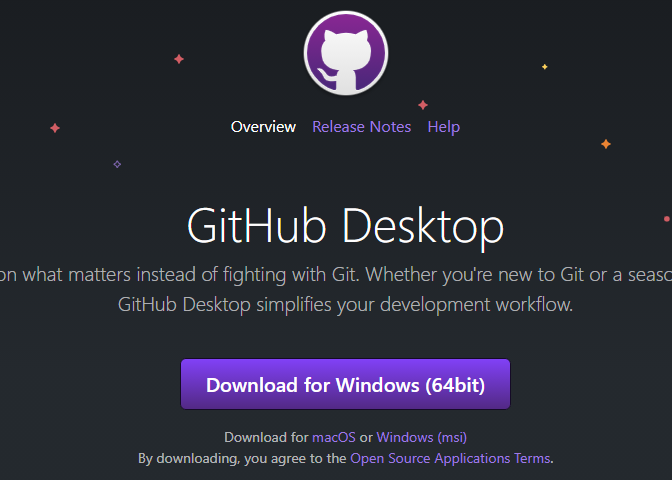 Overview Release Notes Help
GitHub Desktop
on what matters instead of fighting with Git. Whether you're new to Git or a seaso
GitHub Desktop simplifies your development workflow.
Download for Windows (64bit)
Download for macOS or Windows (msi)
By downloading, you agree to the Open Source Applications Terms.